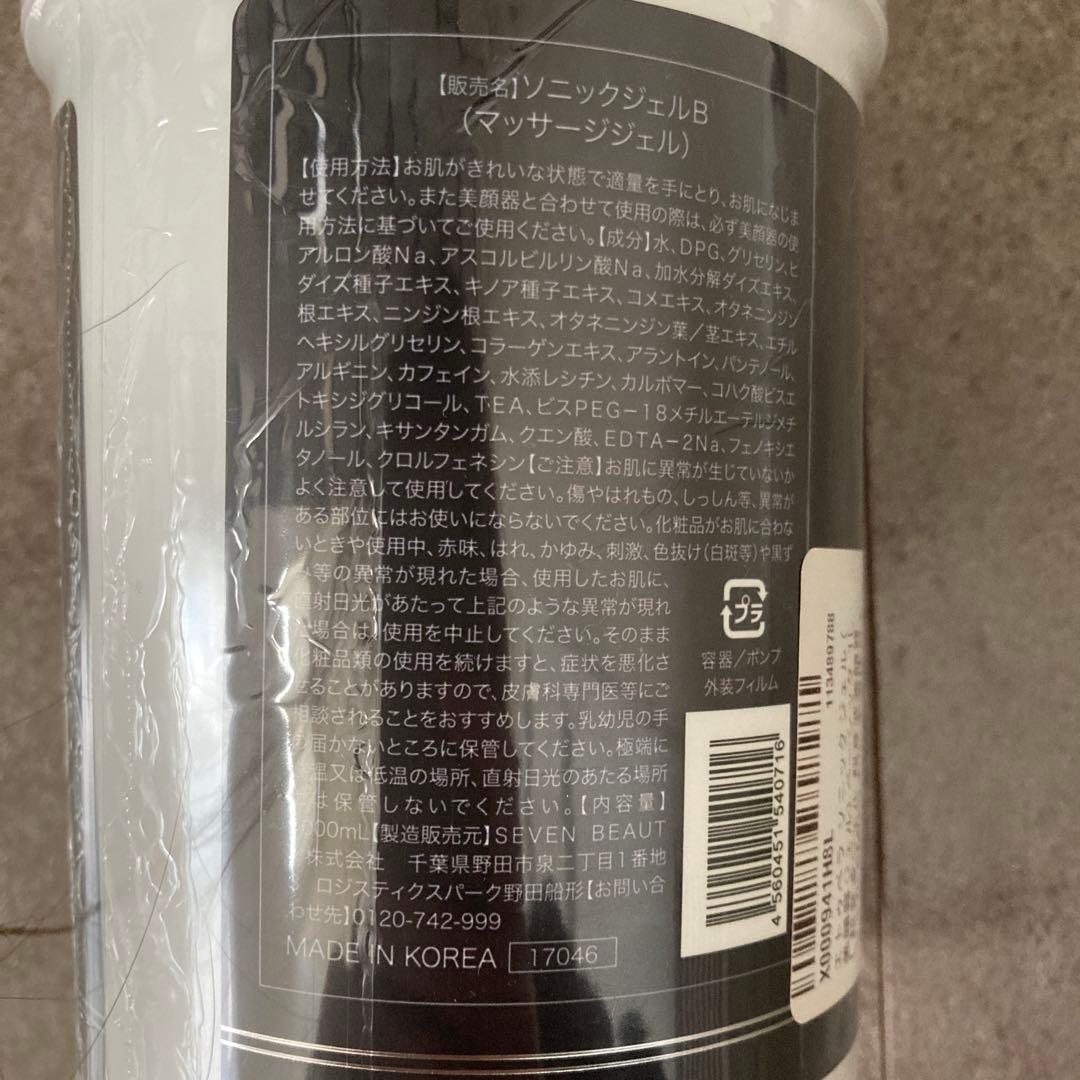 【販売名】ソニックジェルB
（マッサージジェル）
【使用方法】お肌がきれいな状態で適量を手にとり、お肌になじま
せてください。また美顔器と合わせて使用の際は、必ず美顔器の使
用方法に基づいてご使用ください。【成分】水、DPG、グリセリン、ヒ
アルロン酸Na、アスコルビルリン酸Na、加水分解ダイズエキス、
ダイズ種子エキス、キノア種子エキス、コメエキス、オタネニンジン
根エキス、ニンジン根エキス、オタネニンジン葉/茎エキス、エチル
ヘキシルグリセリン、コラーゲンエキス、アラントイン、パンテノール、
アルギニン、カフェイン、水添レシチン、カルボマー、コハク酸ビスエ
トキシジグリコール、TEA、ビスPEG-18メチルエーテルジメチ
ルシラン、キサンタンガム、クエン酸、EDTA-2Na、フェノキシエ
タノール、クロルフェネシン【ご注意】お肌に異常が生じていないか
よく注意して使用してください。傷やはれもの、しっしん等、異常が
ある部位にはお使いにならないでください。化粧品がお肌に合わな
いときや使用中、赤味、はれ、かゆみ、刺激、色抜け（白斑等）や黒ず
み等の異常が現れた場合、使用したお肌に、
直射日光があたって上記のような異常が現れ
た場合は、使用を中止してください。そのまま
化粧品類の使用を続けますと、症状を悪化さ
せることがありますので、皮膚科専門医等にご
相談されることをおすすめします。乳幼児の手
の届かないところに保管してください。極端に
温又は低温の場所、直射日光のあたる場所
は保管しないでください。【内容量】
000mL【製造販売元】SEVEN BEAUT
株式会社 千葉県野田市泉二丁目1番地
ロジスティクスパーク野田船形【お問い合
わせ先】0120-742-999
MADE IN KOREA 17046
プラ
容器/ポンプ
外装フィルム
4 560451 540716
113489788
X000941H8L